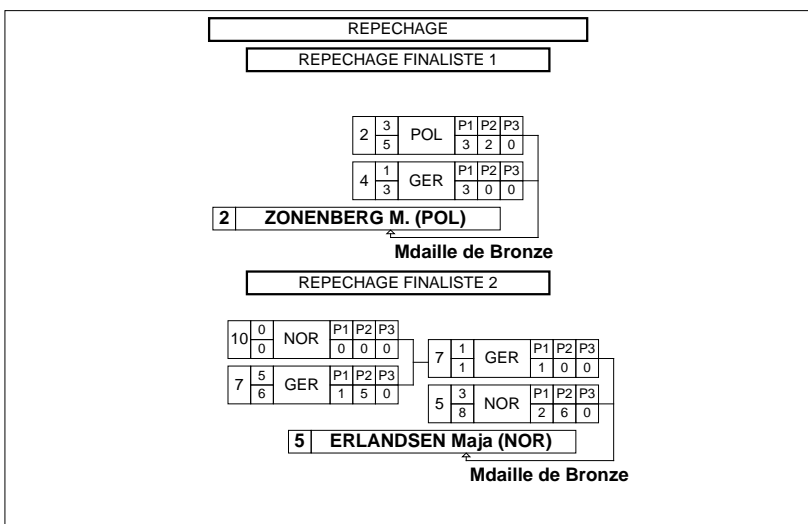 REPECHAGE
REPECHAGE FINALISTE 1
2 3 5 POL P1 P2 P3 3 2 0
4 1 3 GER P1 P2 P3 3 0 0
2 ZONENBERG M. (POL)
Mdaille de Bronze
REPECHAGE FINALISTE 2
10 0 0 NOR P1 P2 P3 0 0 0
7 5 6 GER P1 P2 P3 1 5 0
7 1 1 GER P1 P2 P3 1 0 0
5 3 8 NOR P1 P2 P3 2 6 0
5 ERLANDSEN Maja (NOR)
Mdaille de Bronze